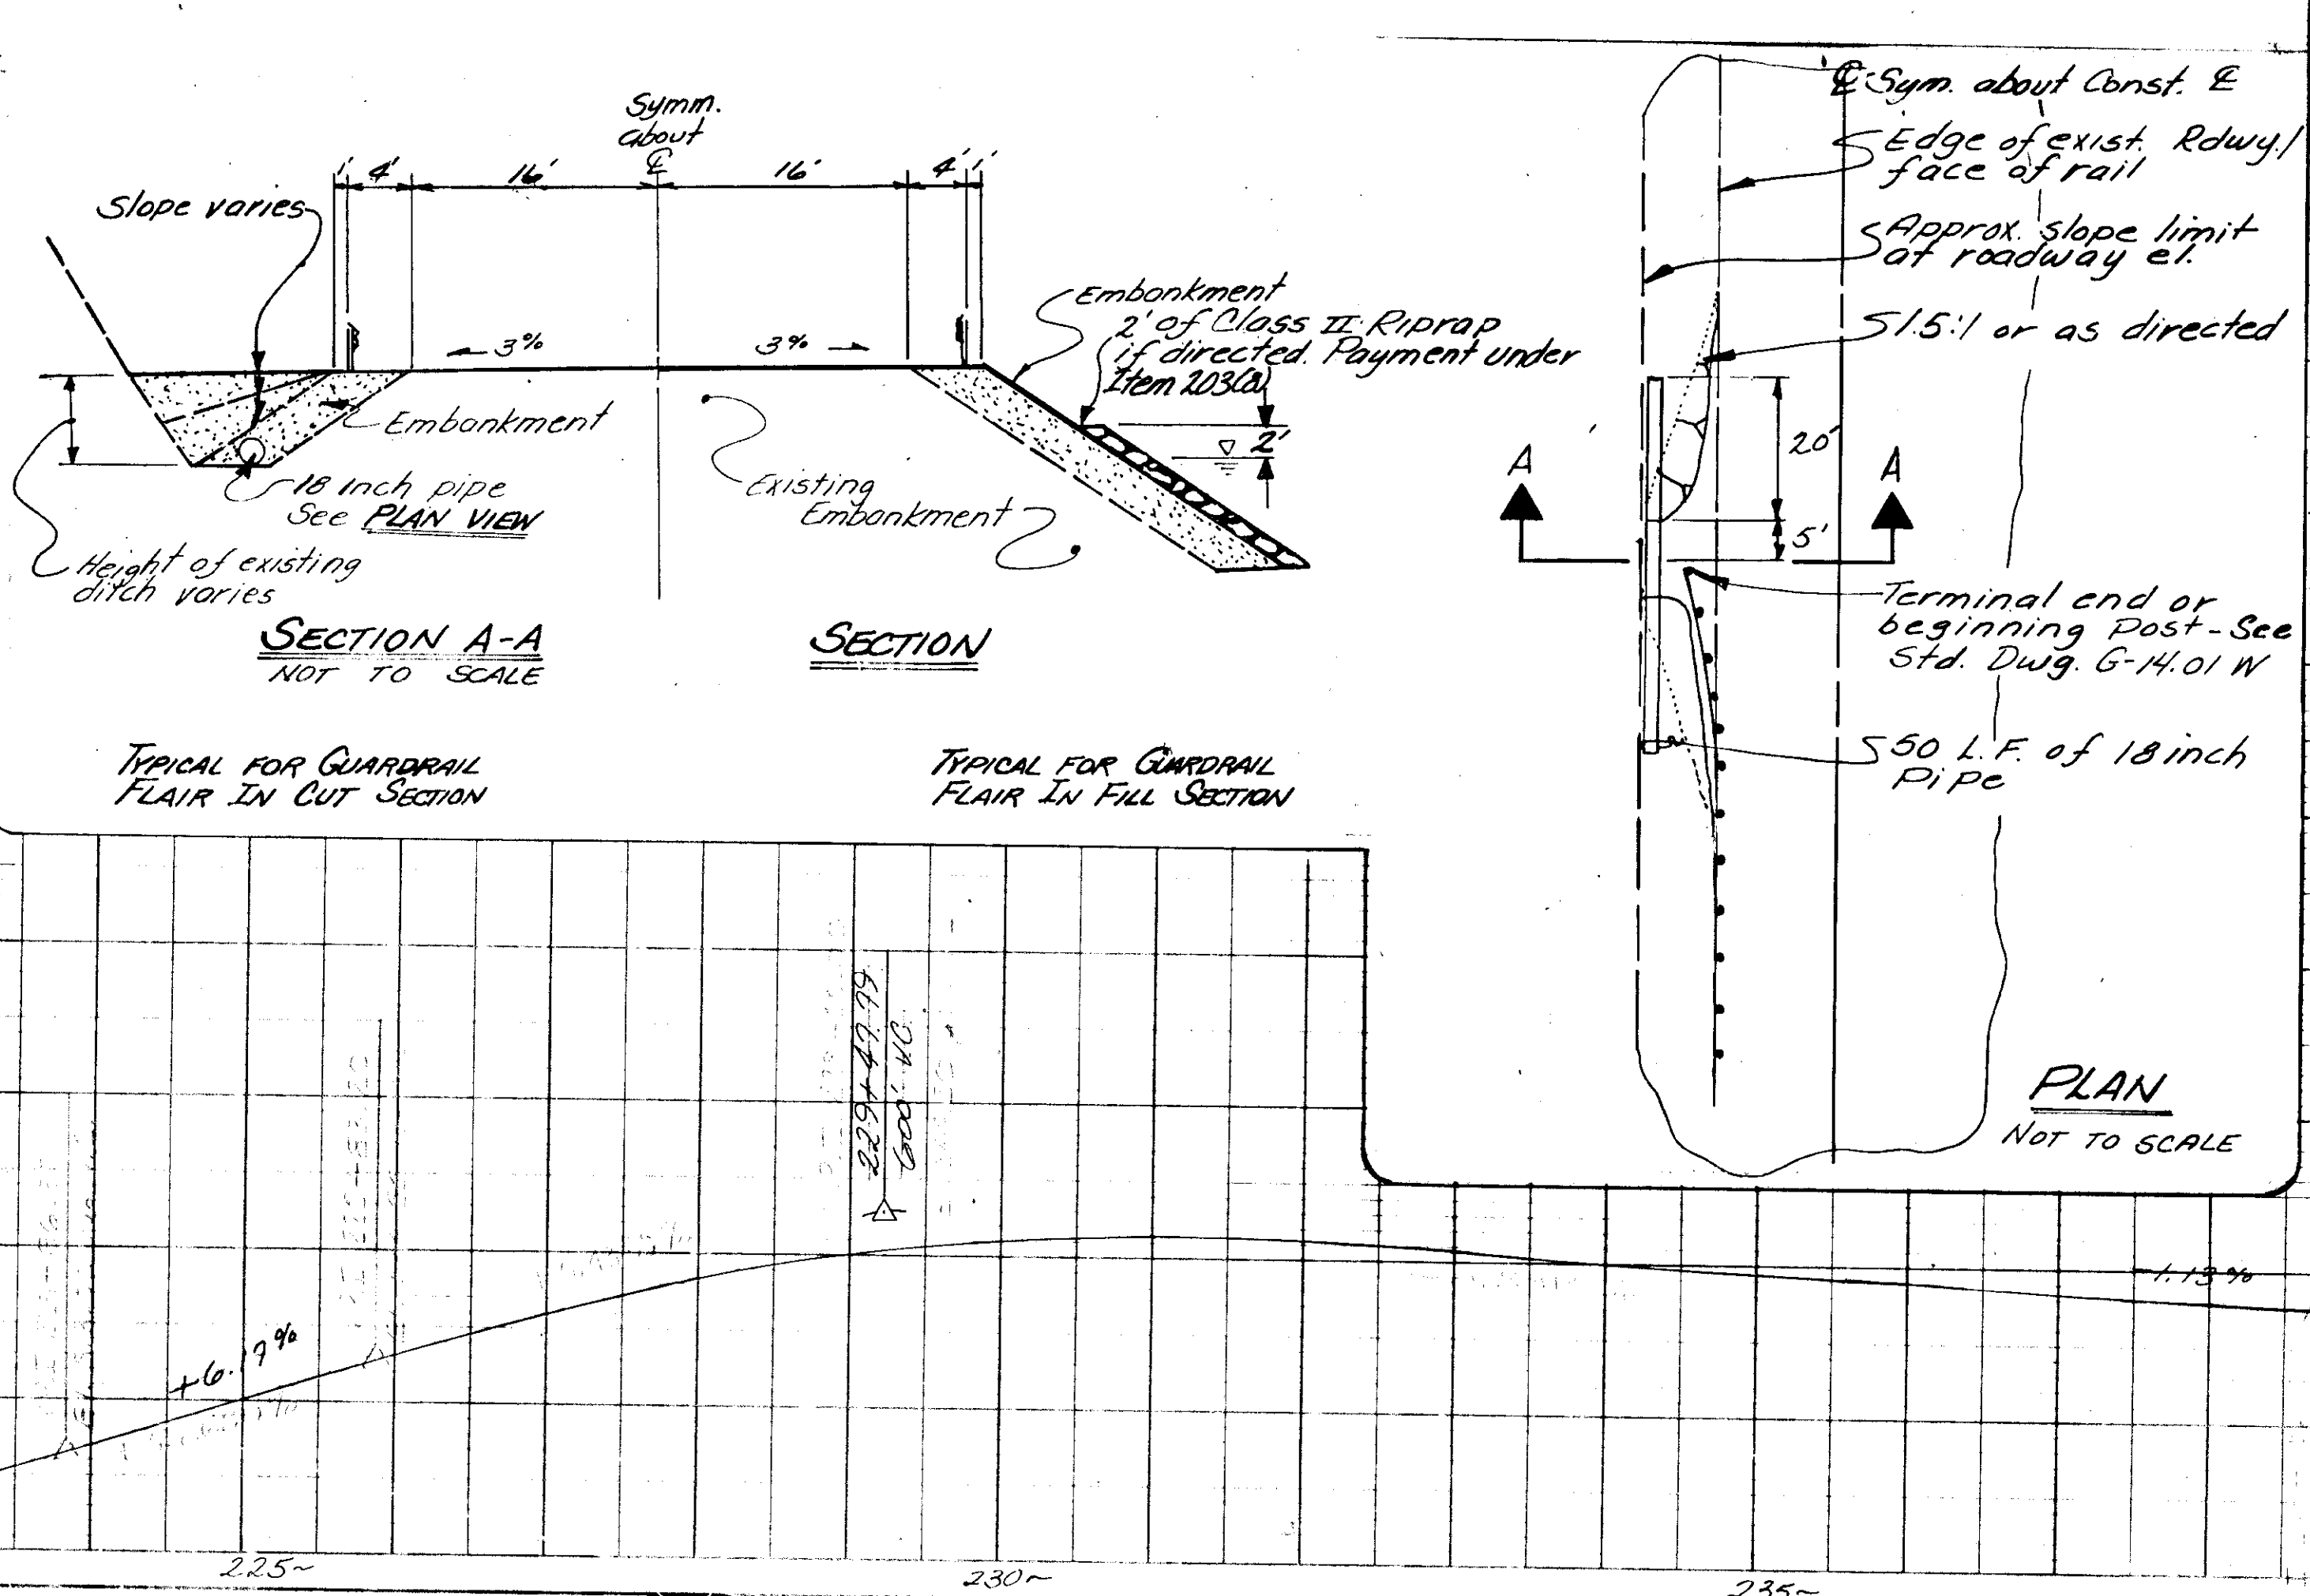 Symm.
about
℄
1' 4' 16' 16' 4' 1'
Slope varies
3% 3%
Embankment
2' of Class II Riprap
if directed. Payment under
Item 203(a)
Embankment
2'
18 Inch pipe
See PLAN VIEW
Existing
Embankment
Height of existing
ditch varies
SECTION A-A
NOT TO SCALE
SECTION
TYPICAL FOR GUARDRAIL
FLAIR IN CUT SECTION
TYPICAL FOR GUARDRAIL
FLAIR IN FILL SECTION
℄ Sym. about Const. ℄
Edge of exist. Rdwy./
face of rail
Approx. slope limit
at roadway el.
1.5:1 or as directed
20'
A A
5'
Terminal end or
beginning Post - See
Std. Dwg. G-14.01 W
50 L.F. of 18 inch
Pipe
PLAN
NOT TO SCALE
229+49.79
600' VC
-1.13%
225
230
235